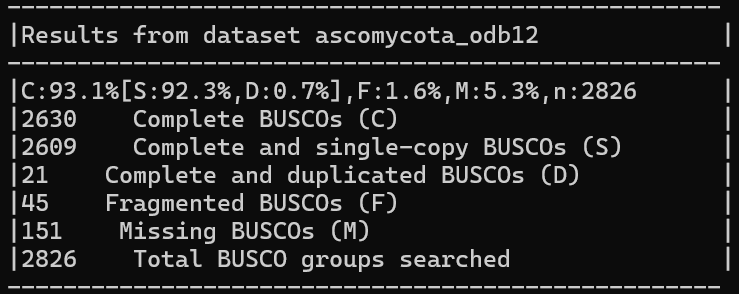 ---------------------------------------------------
|Results from dataset ascomycota_odb12             |
---------------------------------------------------
|C:93.1%[S:92.3%,D:0.7%],F:1.6%,M:5.3%,n:2826      |
|2630    Complete BUSCOs (C)                       |
|2609    Complete and single-copy BUSCOs (S)       |
|21    Complete and duplicated BUSCOs (D)          |
|45    Fragmented BUSCOs (F)                       |
|151    Missing BUSCOs (M)                         |
|2826    Total BUSCO groups searched               |
---------------------------------------------------